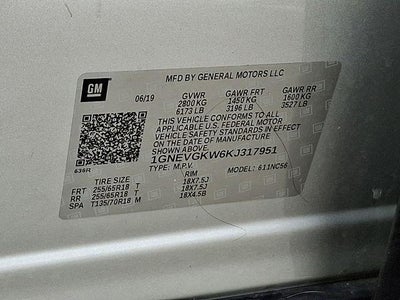 GM
MFD BY GENERAL MOTORS LLC
06/19 GVWR GAWR FRT GAWR RR
2800 KG 1450 KG 1600 KG
6173 LB 3196 LB 3527 LB
THIS VEHICLE CONFORMS TO ALL
APPLICABLE U.S. FEDERAL MOTOR
VEHICLE SAFETY STANDARDS IN EFFECT
ON THE DATE OF MANUFACTURE
SHOWN ABOVE.
1GNEVGKW6KJ317951
636R TYPE: M.P.V. MODEL: 611NC56
TIRE SIZE RIM
FRT 255/65R18 T 18X7.5J
RR 255/65R18 T 18X7.5J
SPA T135/70R18 M 18X4.5B